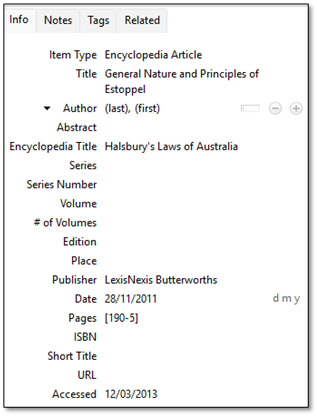 Info Notes Tags Related
Item Type Encyclopedia Article
Title General Nature and Principles of
Estoppel
Author (last), (first)
Abstract
Encyclopedia Title Halsbury's Laws of Australia
Series
Series Number
Volume
# of Volumes
Edition
Place
Publisher LexisNexis Butterworths
Date 28/11/2011 d m y
Pages [190-5]
ISBN
Short Title
URL
Accessed 12/03/2013